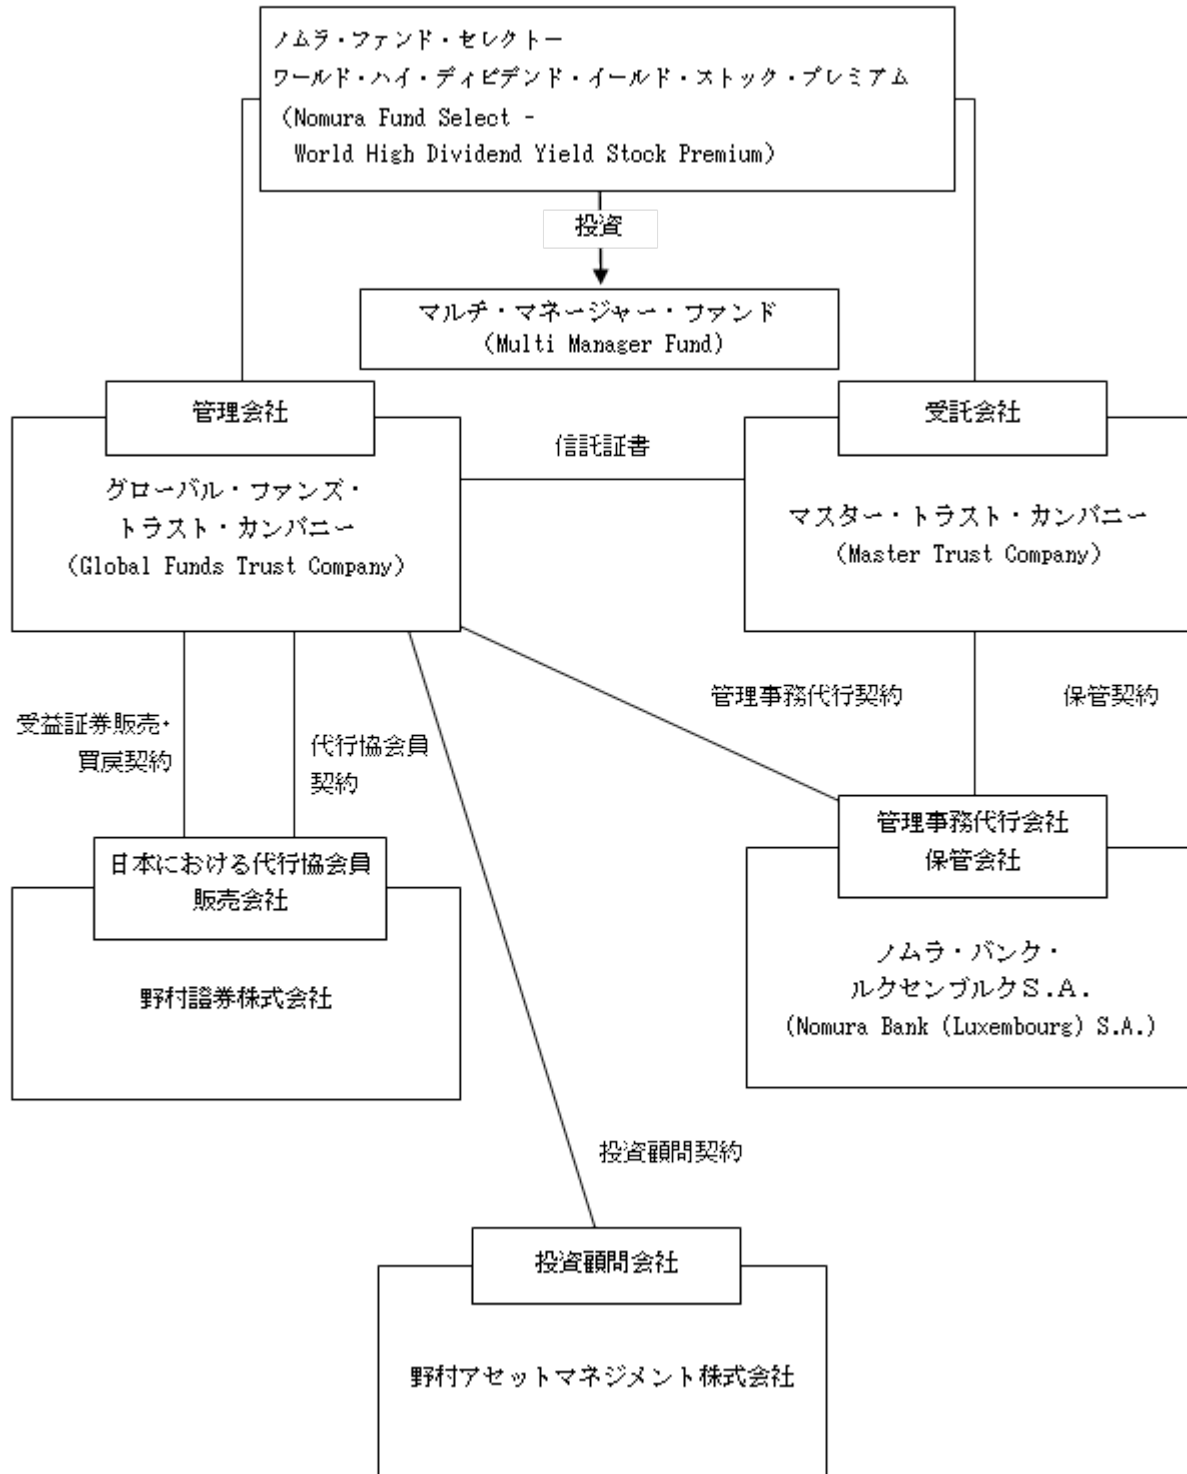 ノムラ・ファンド・セレクトー
ワールド・ハイ・ディビデンド・イールド・ストック・プレミアム
(Nomura Fund Select -
World High Dividend Yield Stock Premium)
投資
マルチ・マネージャー・ファンド
(Multi Manager Fund)
管理会社
受託会社
信託証書
グローバル・ファンズ・
トラスト・カンパニー
(Global Funds Trust Company)
マスター・トラスト・カンパニー
(Master Trust Company)
受益証券販売・
買戻契約
代行協会員
契約
管理事務代行契約
保管契約
日本における代行協会員
販売会社
野村證券株式会社
管理事務代行会社
保管会社
ノムラ・バンク・
ルクセンブルクS.A.
(Nomura Bank (Luxembourg) S.A.)
投資顧問契約
投資顧問会社
野村アセットマネジメント株式会社